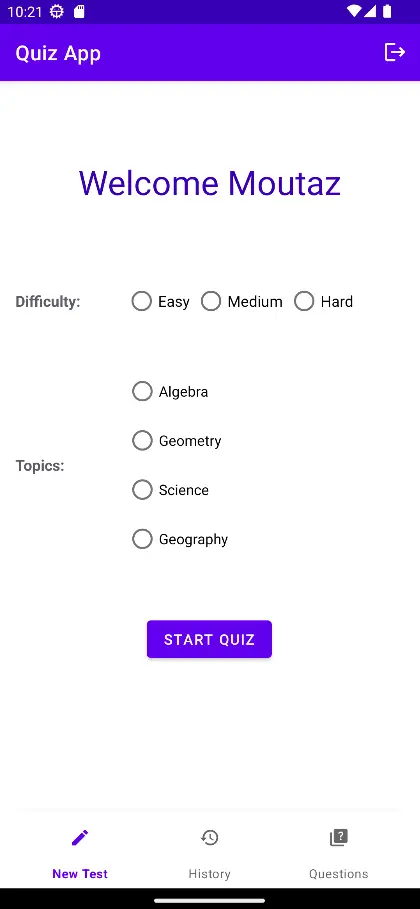 10:21
Quiz App
Welcome Moutaz
Difficulty: Easy Medium Hard
Algebra
Geometry
Topics:
Science
Geography
START QUIZ
New Test History Questions